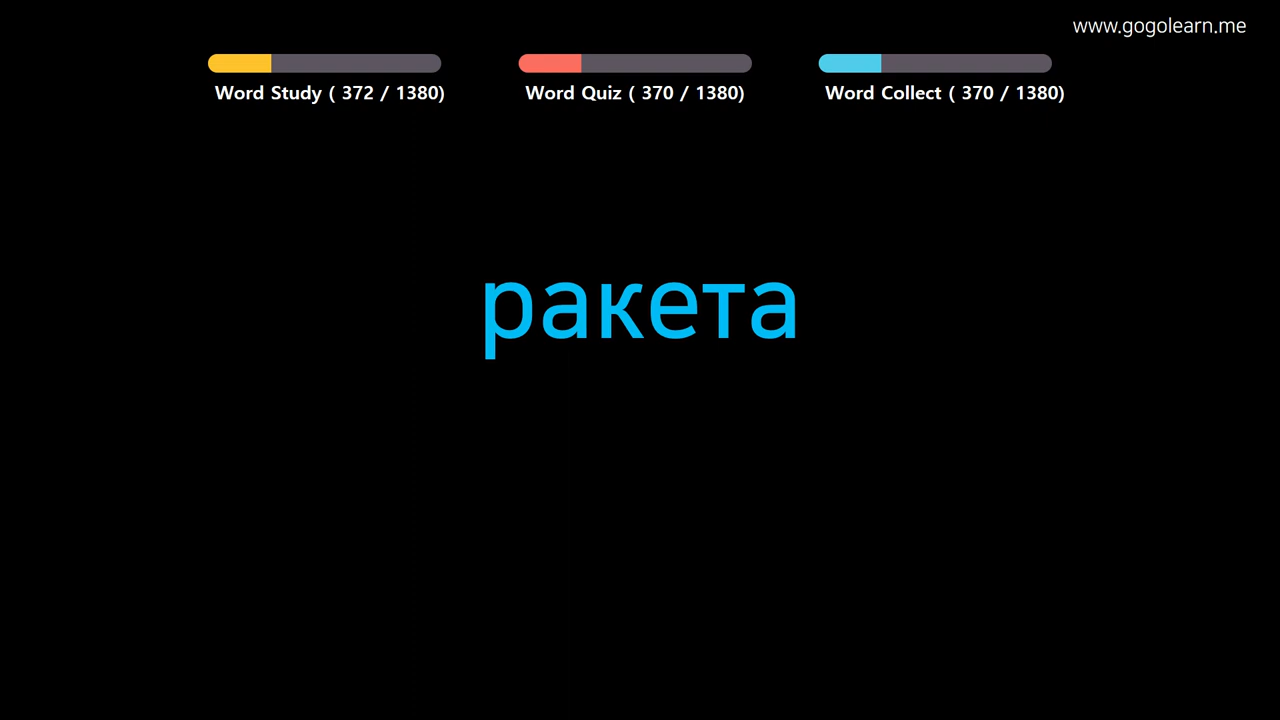 www.gogolearn.me
Word Study ( 372 / 1380)
Word Quiz ( 370 / 1380)
Word Collect ( 370 / 1380)
ракета